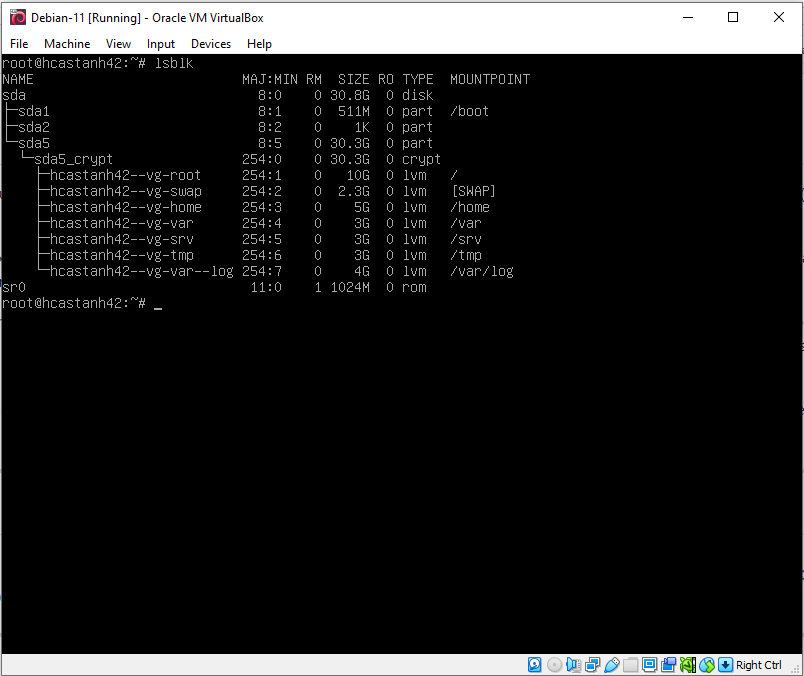 Debian-11 [Running] - Oracle VM VirtualBox
File Machine View Input Devices Help
root@hcastanh42:~# lsblk
NAME                          MAJ:MIN RM  SIZE RO TYPE  MOUNTPOINT
sda                             8:0    0 30.8G  0 disk
├─sda1                          8:1    0  511M  0 part  /boot
├─sda2                          8:2    0    1K  0 part
└─sda5                          8:5    0 30.3G  0 part
  └─sda5_crypt                254:0    0 30.3G  0 crypt
    ├─hcastanh42--vg-root     254:1    0   10G  0 lvm   /
    ├─hcastanh42--vg-swap     254:2    0  2.3G  0 lvm   [SWAP]
    ├─hcastanh42--vg-home     254:3    0    5G  0 lvm   /home
    ├─hcastanh42--vg-var      254:4    0    3G  0 lvm   /var
    ├─hcastanh42--vg-srv      254:5    0    3G  0 lvm   /srv
    ├─hcastanh42--vg-tmp      254:6    0    3G  0 lvm   /tmp
    └─hcastanh42--vg-var--log 254:7    0    4G  0 lvm   /var/log
sr0                            11:0    1 1024M  0 rom
root@hcastanh42:~# _
Right Ctrl